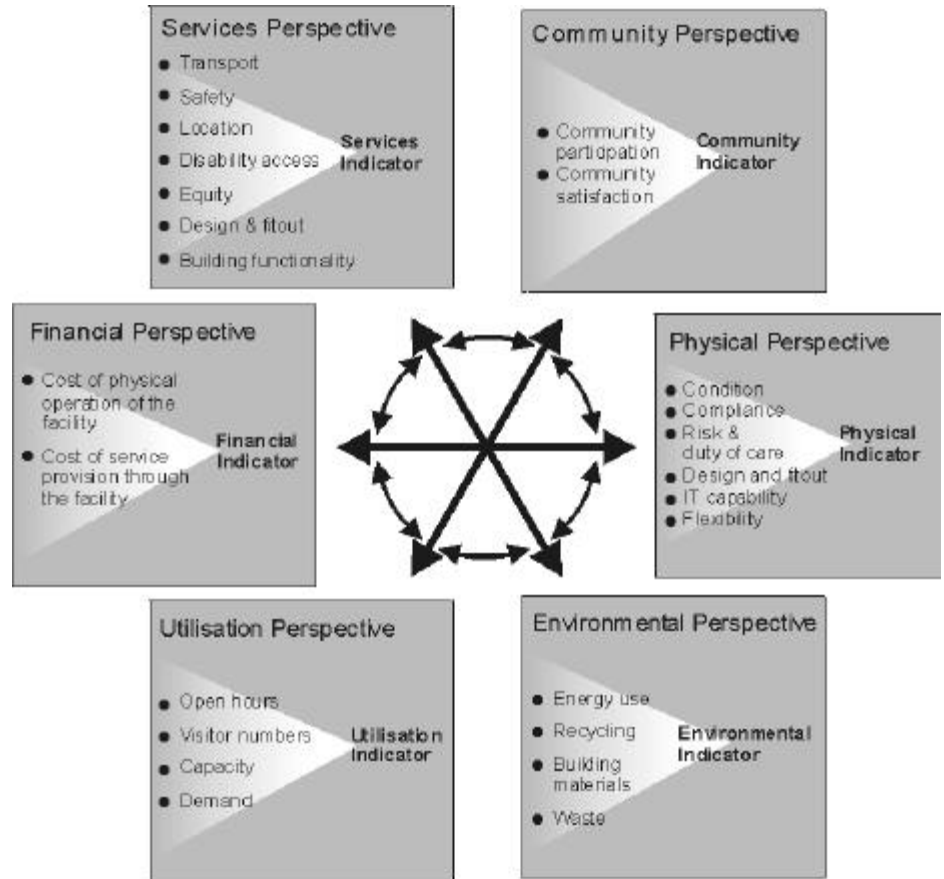 Services Perspective
Transport
Safety
Location
Disability access
Equity
Design & fitout
Building functionality
Services
Indicator
Community Perspective
Community
partiopation
Community
satisfaction
Community
Indicator
Financial Perspective
Cost of physical
operation of the
facility
Cost of service
provision through
the facility
Financial
Indicator
Physical Perspective
Condition
Compliance
Risk &
duty of care
Design and fitout
IT capability
Flexibility
Physical
Indicator
Utilisation Perspective
Open hours
Visitor numbers
Capacity
Demand
Utilisation
Indicator
Environmental Perspective
Energy use
Recycling
Building
materials
Waste
Environmental
Indicator